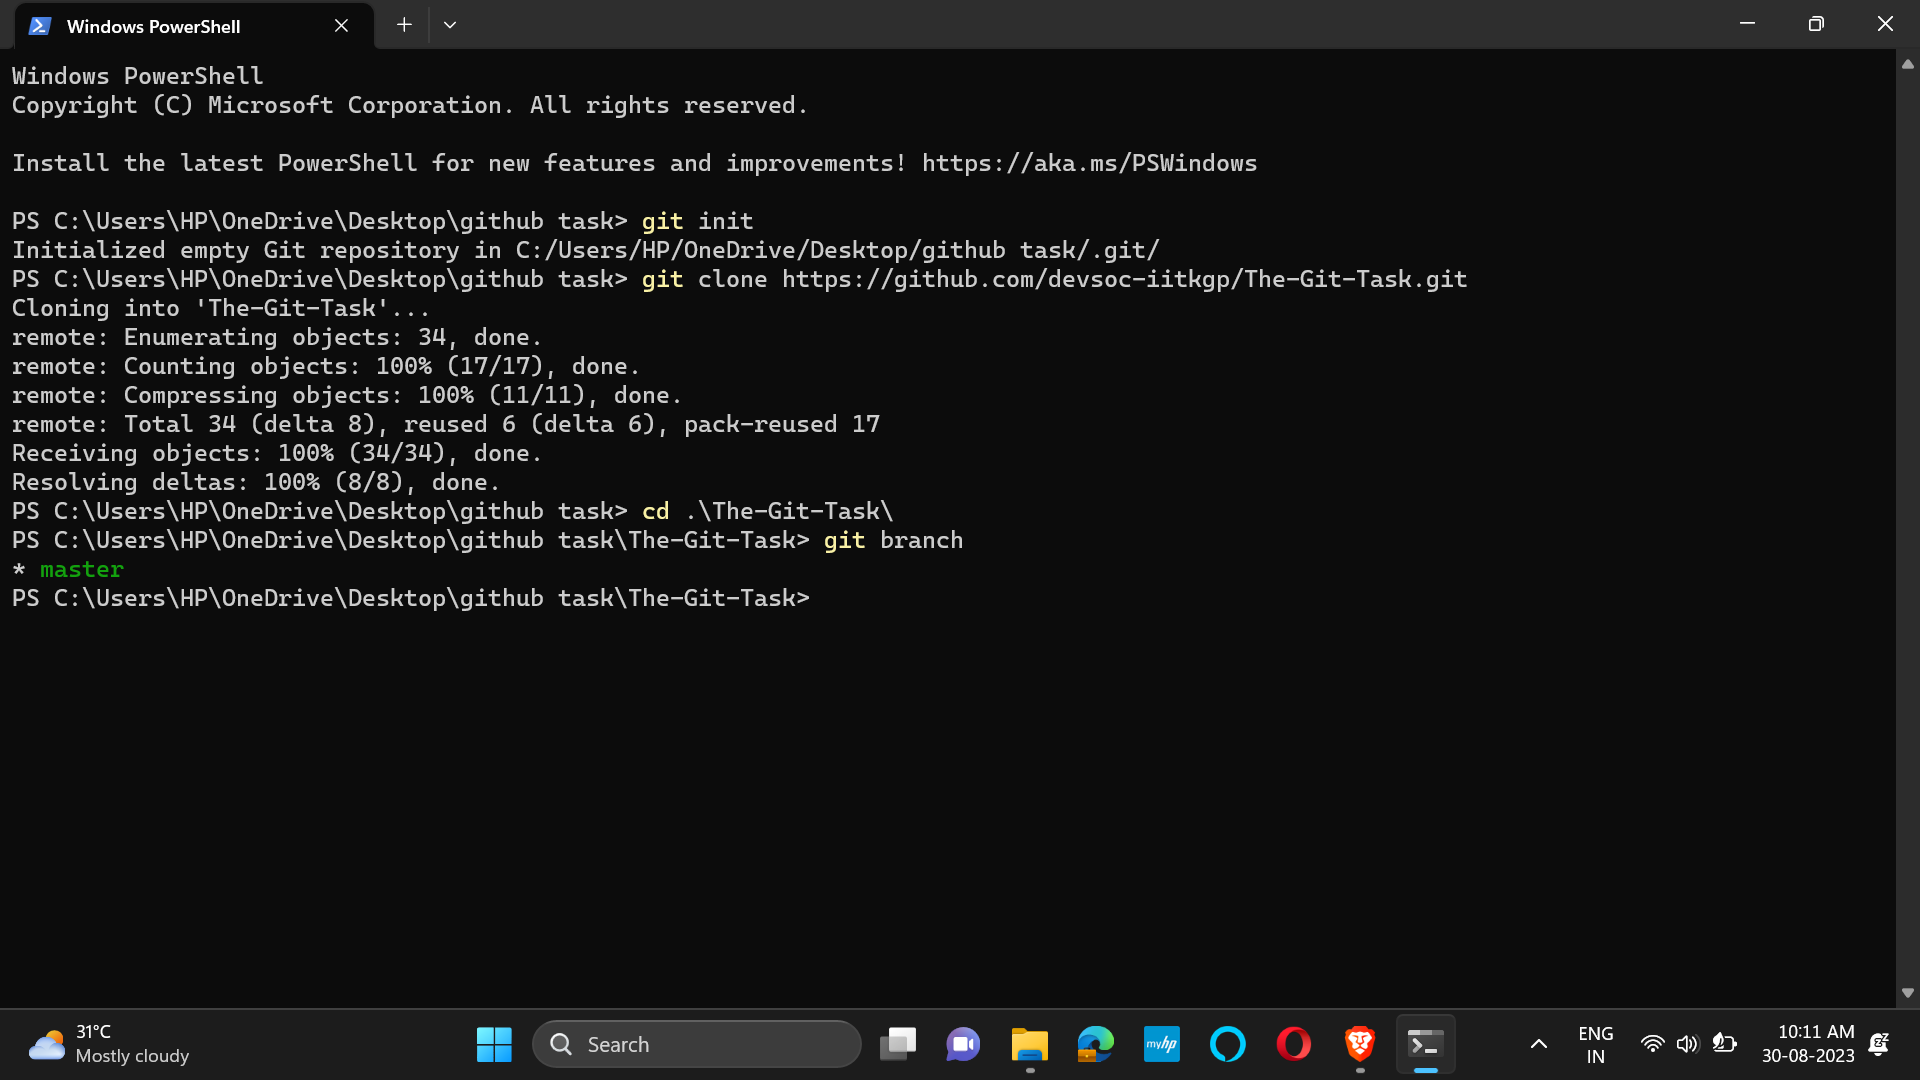 Windows PowerShell
Windows PowerShell
Copyright (C) Microsoft Corporation. All rights reserved.
Install the latest PowerShell for new features and improvements! https://aka.ms/PSWindows
PS C:\Users\HP\OneDrive\Desktop\github task> git init
Initialized empty Git repository in C:/Users/HP/OneDrive/Desktop/github task/.git/
PS C:\Users\HP\OneDrive\Desktop\github task> git clone https://github.com/devsoc-iitkgp/The-Git-Task.git
Cloning into 'The-Git-Task'...
remote: Enumerating objects: 34, done.
remote: Counting objects: 100% (17/17), done.
remote: Compressing objects: 100% (11/11), done.
remote: Total 34 (delta 8), reused 6 (delta 6), pack-reused 17
Receiving objects: 100% (34/34), done.
Resolving deltas: 100% (8/8), done.
PS C:\Users\HP\OneDrive\Desktop\github task> cd .\The-Git-Task\
PS C:\Users\HP\OneDrive\Desktop\github task\The-Git-Task> git branch
* master
PS C:\Users\HP\OneDrive\Desktop\github task\The-Git-Task>
31°C
Mostly cloudy
Search
myhp
ENG
IN
10:11 AM
30-08-2023